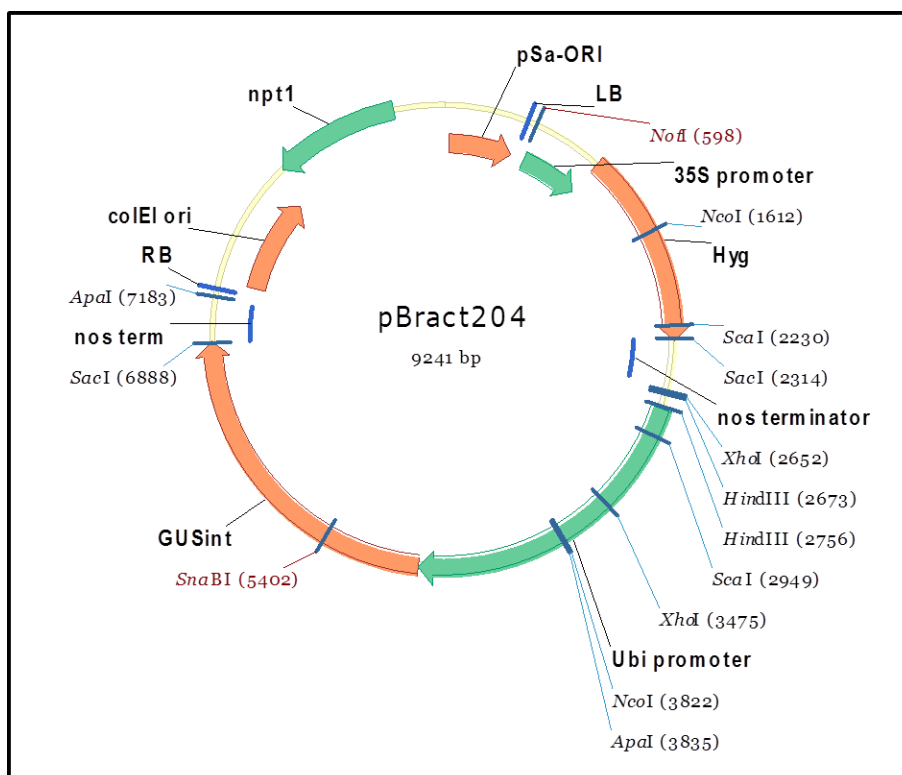 pSa-ORI
LB
npt1
NotI (598)
35S promoter
NcoI (1612)
Hyg
colEI ori
RB
ApaI (7183)
nos term
SacI (6888)
pBract204
9241 bp
ScaI (2230)
SacI (2314)
nos terminator
XhoI (2652)
HindIII (2673)
HindIII (2756)
ScaI (2949)
XhoI (3475)
GUSint
SnaBI (5402)
Ubi promoter
NcoI (3822)
ApaI (3835)